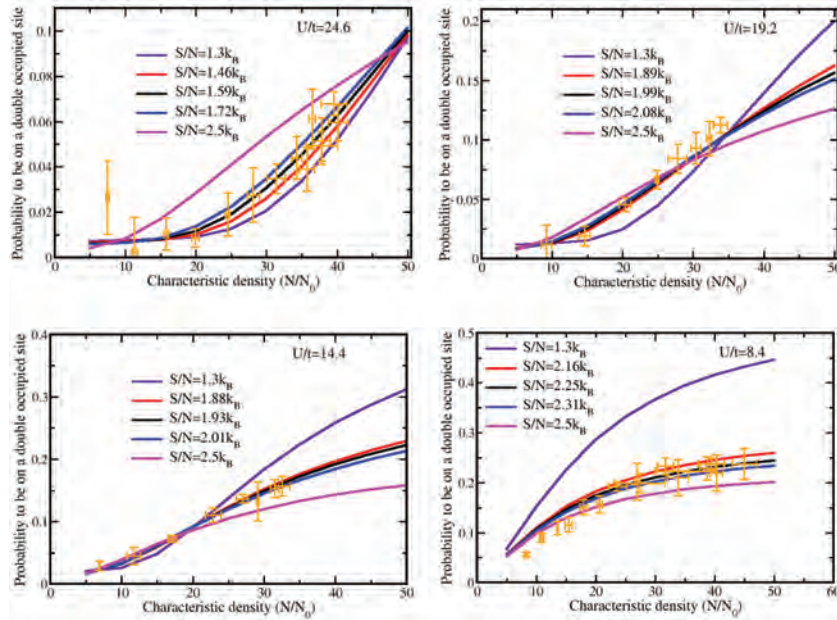 Probability to be on a double occupied site
0.1
0.08
0.06
0.04
0.02
0
U/t=24.6
S/N=1.3k_B
S/N=1.46k_B
S/N=1.59k_B
S/N=1.72k_B
S/N=2.5k_B
0 10 20 30 40 50
Characteristic density (N/N_0)
Probability to be on a double occupied site
0.2
0.15
0.1
0.05
0
U/t=19.2
S/N=1.3k_B
S/N=1.89k_B
S/N=1.99k_B
S/N=2.08k_B
S/N=2.5k_B
0 10 20 30 40 50
Characteristic density (N/N_0)
Probability to be on a double occupied site
0.4
0.3
0.2
0.1
0
U/t=14.4
S/N=1.3k_B
S/N=1.88k_B
S/N=1.93k_B
S/N=2.01k_B
S/N=2.5k_B
0 10 20 30 40 50
Characteristic density (N/N_0)
Probability to be on a double occupied site
0.5
0.4
0.3
0.2
0.1
0
U/t=8.4
S/N=1.3k_B
S/N=2.16k_B
S/N=2.25k_B
S/N=2.31k_B
S/N=2.5k_B
0 10 20 30 40 50 60
Characteristic density (N/N_0)